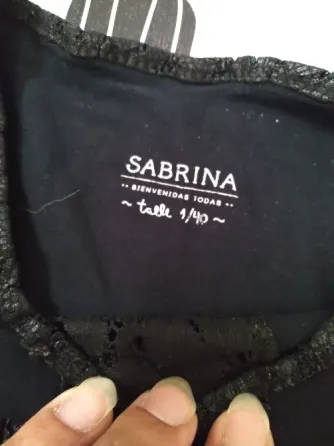 SABRINA
•• BIENVENIDAS TODAS ••
~ talle 1/40 ~